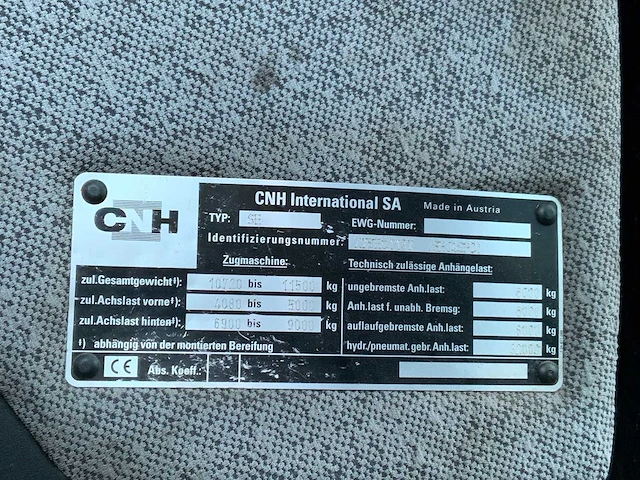 CNH
CNH International SA
Made in Austria
TYP:
EWG-Nummer:
Identifizierungsnummer:
Zugmaschine:
Technisch zulässige Anhängelast:
zul.Gesamtgewicht¹): 10720 bis 11500 kg
zul.Achslast vorne¹): 4080 bis 5000 kg
zul.Achslast hinten¹): 6900 bis 9000 kg
¹) abhängig von der montierten Bereifung
ungebremste Anh.last: kg
Anh.last f. unabh. Bremsg: kg
auflaufgebremste Anh.last: kg
hydr./pneumat.gebr.Anh.last: kg
CE
Abs. Koeff.: